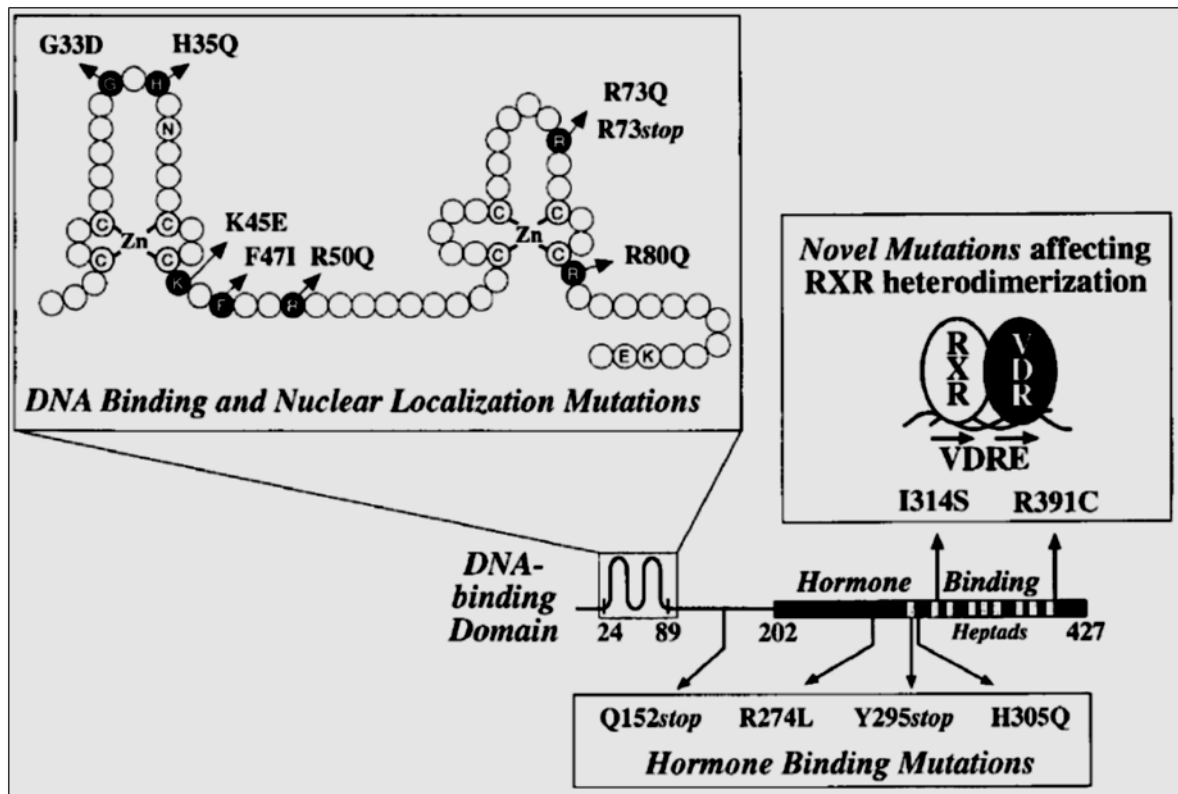 G33D H35Q
G H
N
R73Q
R73stop
R
C C
Zn
C C
K45E
F47I R50Q
K
F R
C C
Zn
C C
R
R80Q
E K
DNA Binding and Nuclear Localization Mutations
Novel Mutations affecting
RXR heterodimerization
RXR VDR
VDRE
I314S R391C
DNA-
binding
Domain
24 89
Hormone Binding
202 Heptads 427
Q152stop R274L Y295stop H305Q
Hormone Binding Mutations